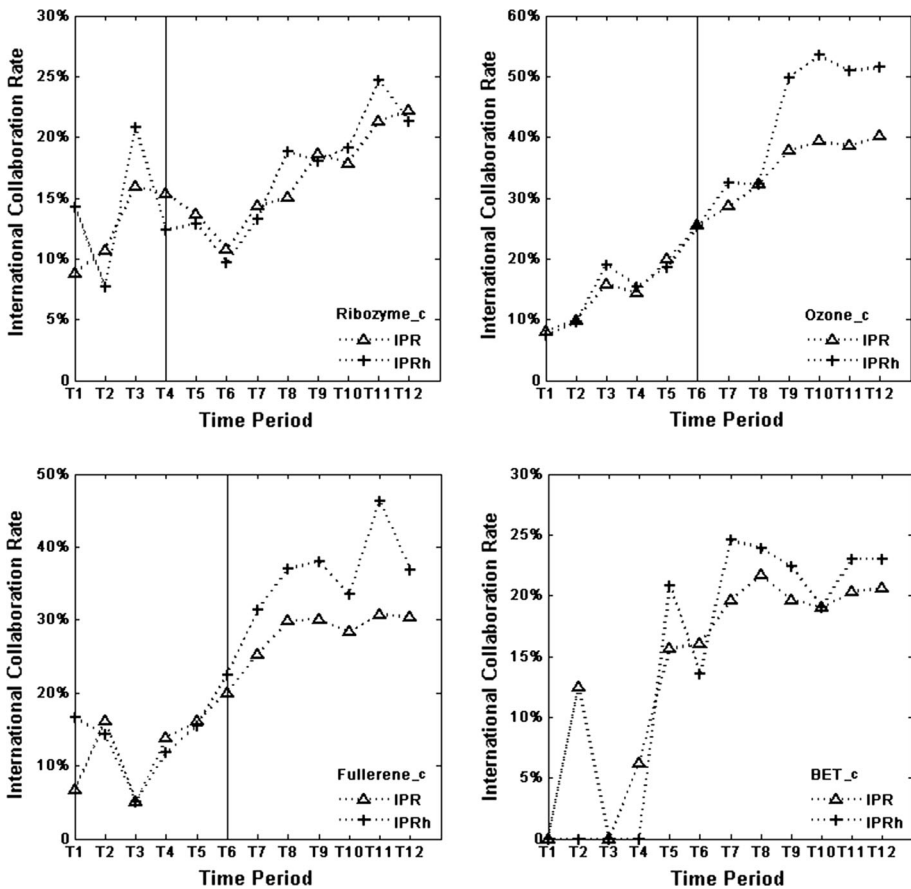 30%
25%
20%
15%
10%
5%
0
International Collaboration Rate
Ribozyme_c
IPR
IPRh
T1 T2 T3 T4 T5 T6 T7 T8 T9 T10 T11 T12
Time Period
60%
50%
40%
30%
20%
10%
0
International Collaboration Rate
Ozone_c
IPR
IPRh
T1 T2 T3 T4 T5 T6 T7 T8 T9 T10 T11 T12
Time Period
50%
40%
30%
20%
10%
0
International Collaboration Rate
Fullerene_c
IPR
IPRh
T1 T2 T3 T4 T5 T6 T7 T8 T9 T10 T11 T12
Time Period
30%
25%
20%
15%
10%
5%
0
International Collaboration Rate
BET_c
IPR
IPRh
T1 T2 T3 T4 T5 T6 T7 T8 T9 T10 T11 T12
Time Period